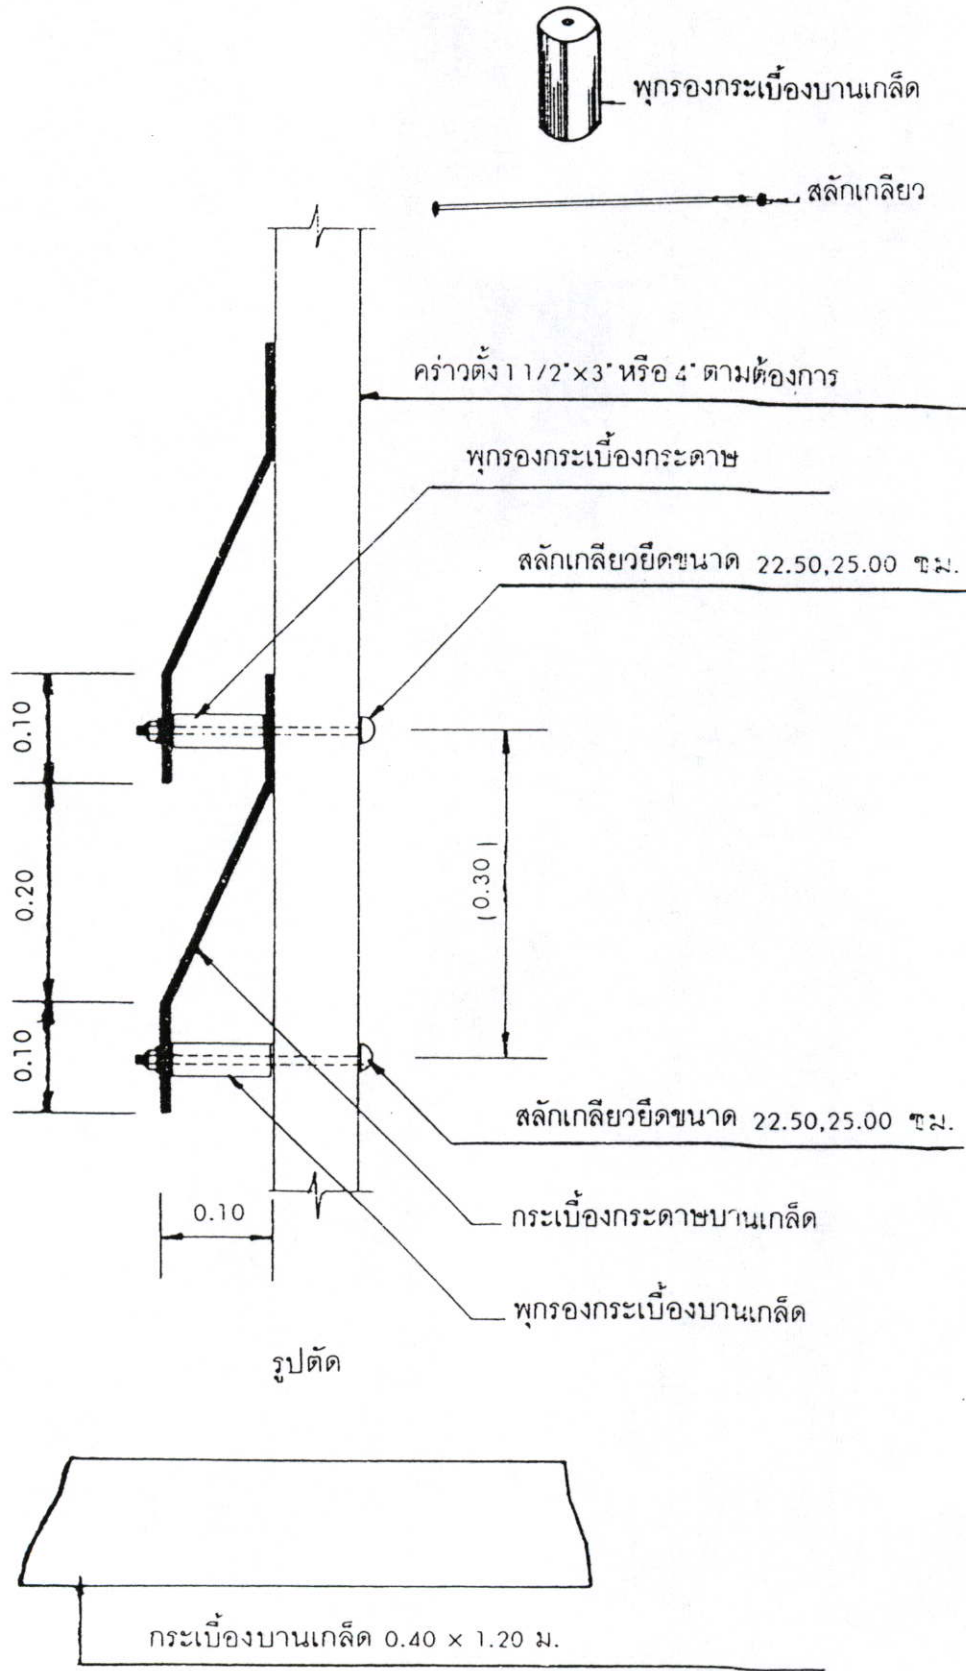 พุกรองกระเบื้องบานเกล็ด
สลักเกลียว
คร่าวตั้ง 1 1/2"×3" หรือ 4" ตามต้องการ
พุกรองกระเบื้องกระดาษ
สลักเกลียวยึดขนาด 22.50,25.00 ซม.
0.10
0.20
(0.30)
0.10
สลักเกลียวยึดขนาด 22.50,25.00 ซม.
0.10
กระเบื้องกระดาษบานเกล็ด
พุกรองกระเบื้องบานเกล็ด
รูปตัด
กระเบื้องบานเกล็ด 0.40 × 1.20 ม.